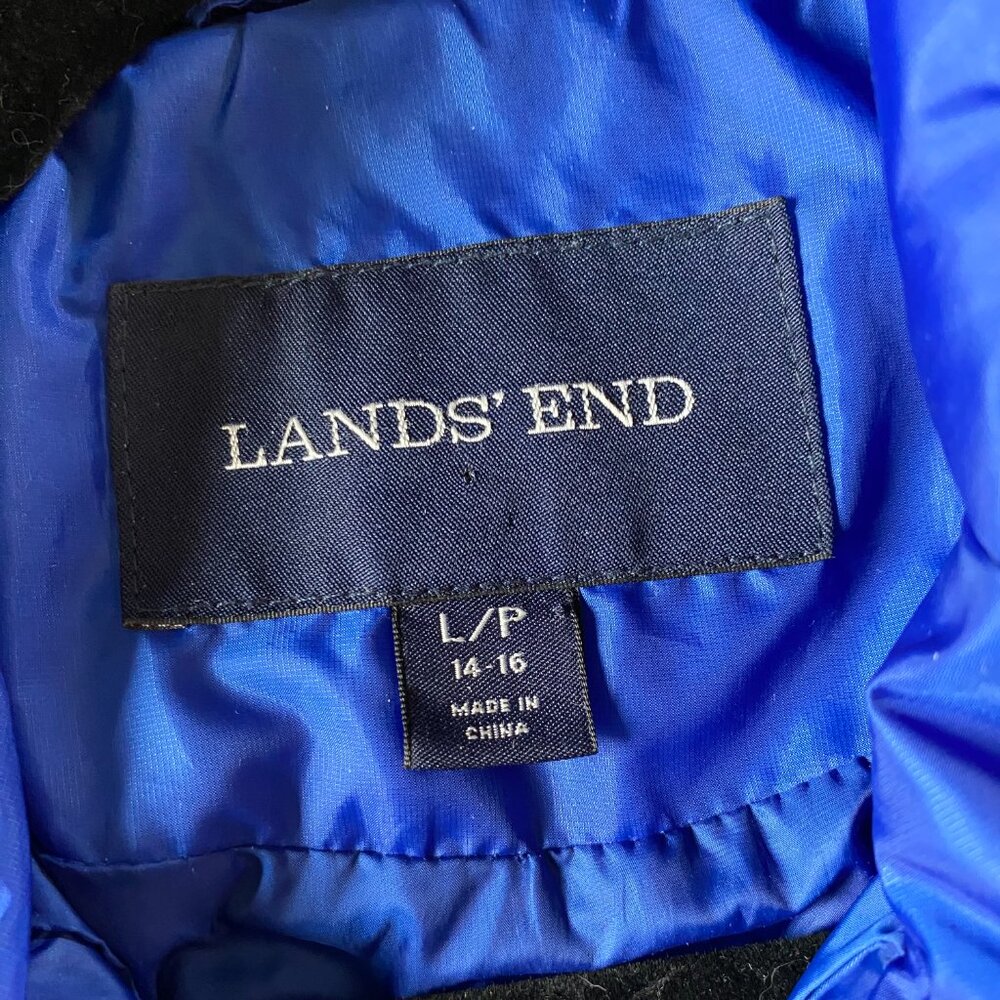 LANDS' END
L/P
14-16
MADE IN
CHINA